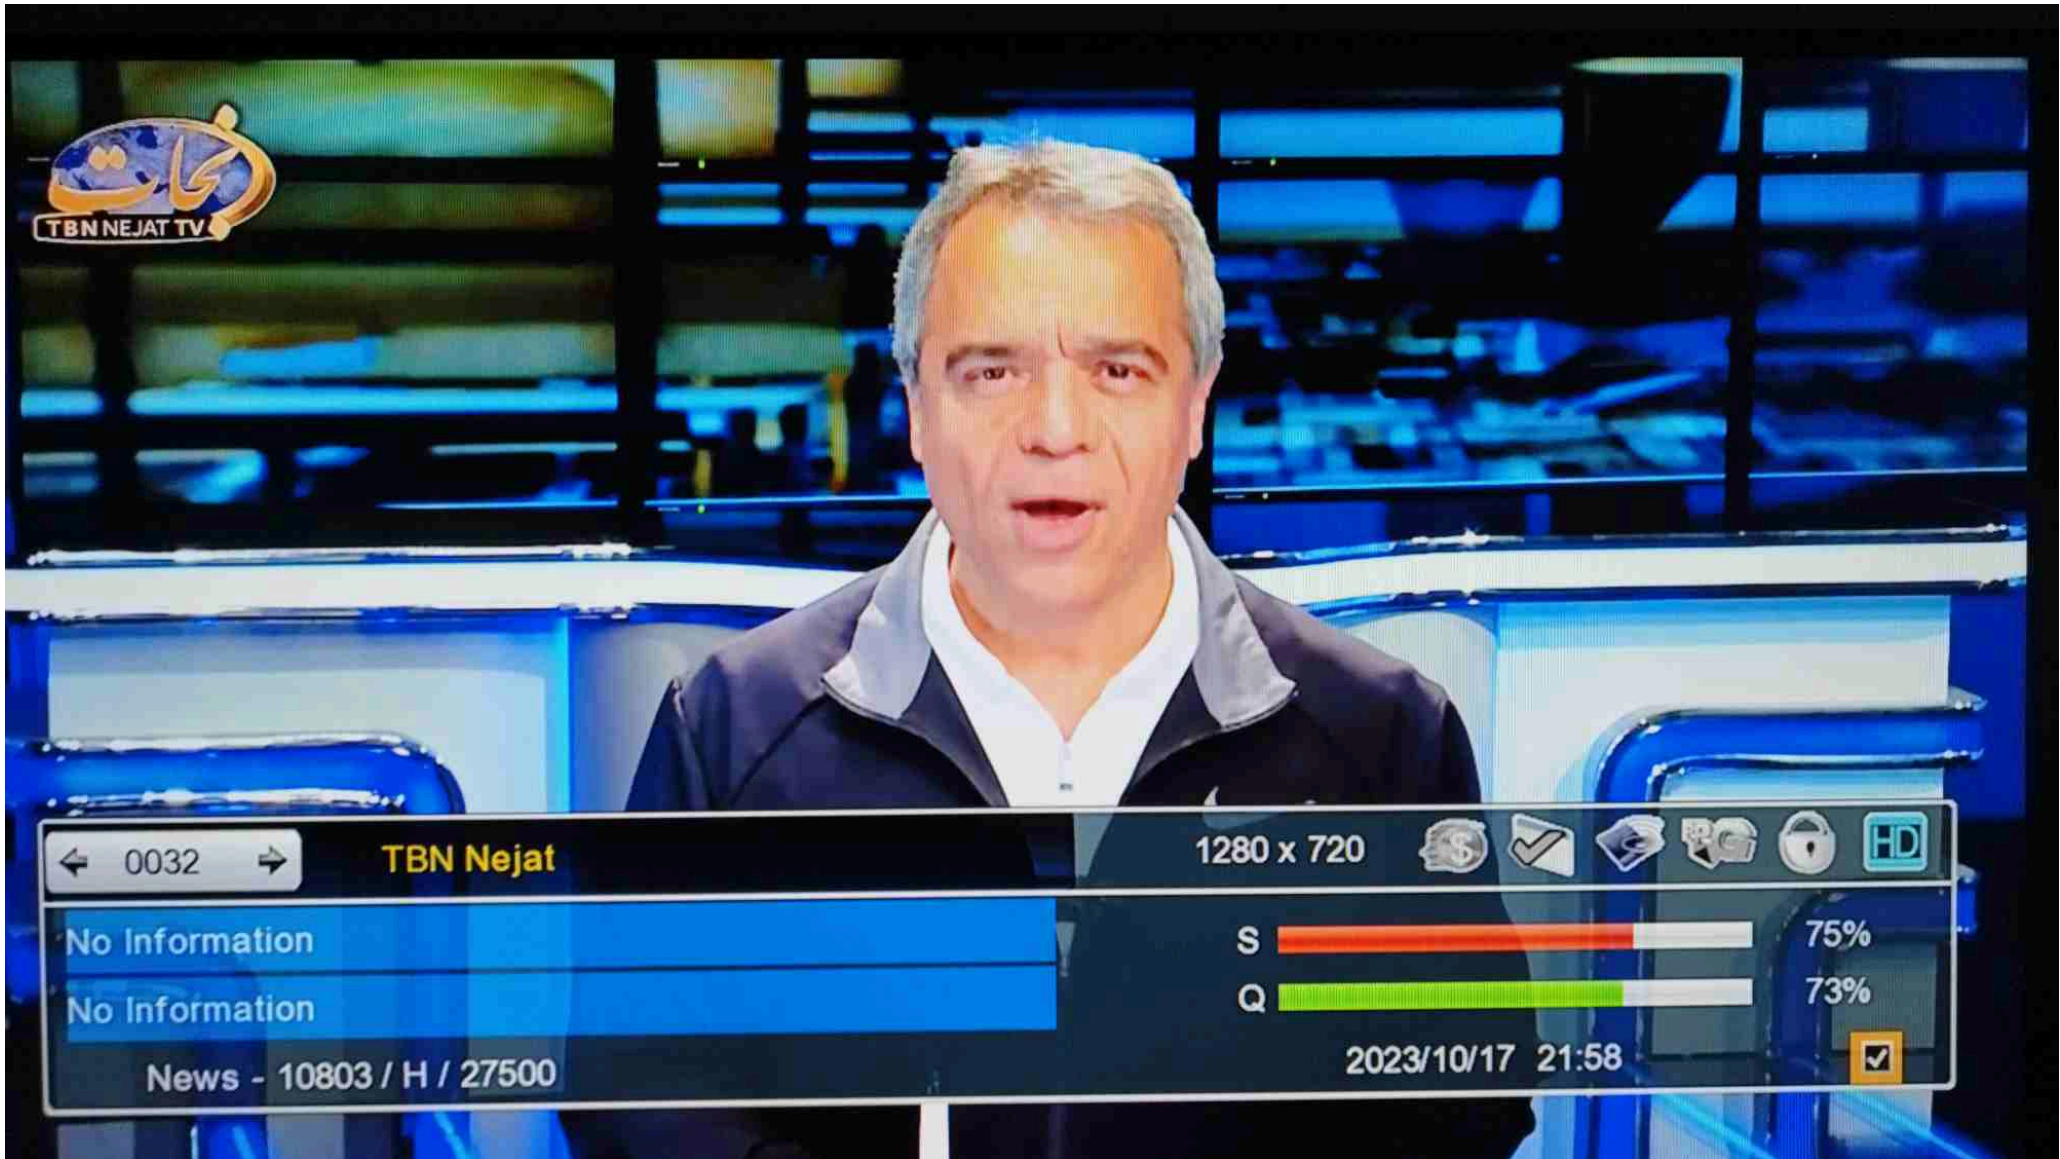 نجات
TBN NEJAT TV
0032
TBN Nejat
1280 x 720
$
HD
No Information
S
75%
No Information
Q
73%
News - 10803 / H / 27500
2023/10/17 21:58